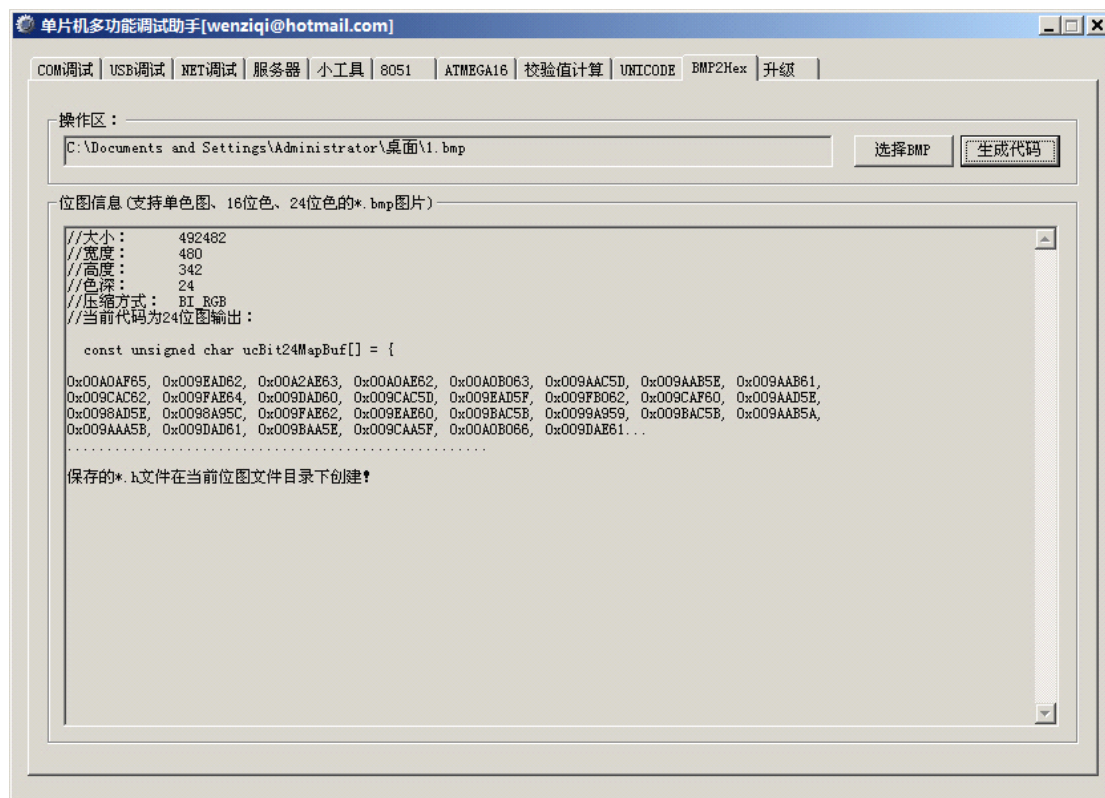 单片机多功能调试助手[wenziqi@hotmail.com]
COM调试 USB调试 NET调试 服务器 小工具 8051 ATMEGA16 校验值计算 UNICODE BMP2Hex 升级
操作区：
C:\Documents and Settings\Administrator\桌面\1.bmp 选择BMP 生成代码
位图信息(支持单色图、16位色、24位色的*.bmp图片)
//大小： 492482
//宽度： 480
//高度： 342
//色深： 24
//压缩方式： BI_RGB
//当前代码为24位图输出：
const unsigned char ucBit24MapBuf[] = {
0x00A0AF65, 0x009EAD62, 0x00A2AE63, 0x00A0AE62, 0x00A0B063, 0x009AAC5D, 0x009AAB5E, 0x009AAB61,
0x009CAC62, 0x009FAE64, 0x009DAD60, 0x009CAC5D, 0x009EAD5F, 0x009FB062, 0x009CAF60, 0x009AAD5E,
0x0098AD5E, 0x0098A95C, 0x009FAE62, 0x009EAE60, 0x009BAC5B, 0x0099A959, 0x009BAC5B, 0x009AAB5A,
0x009AAA5B, 0x009DAD61, 0x009BAA5E, 0x009CAA5F, 0x00A0B066, 0x009DAE61...
.....................................................
保存的*.h文件在当前位图文件目录下创建!